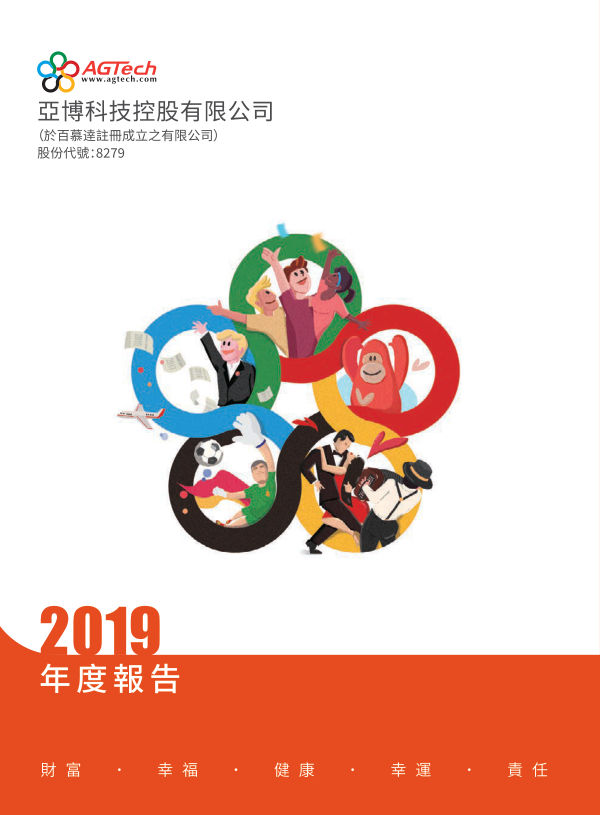 AGTech
www.agtech.com
亞博科技控股有限公司
(於百慕達註冊成立之有限公司)
股份代號:8279
2019
年度報告
財富 · 幸福 · 健康 · 幸運 · 責任